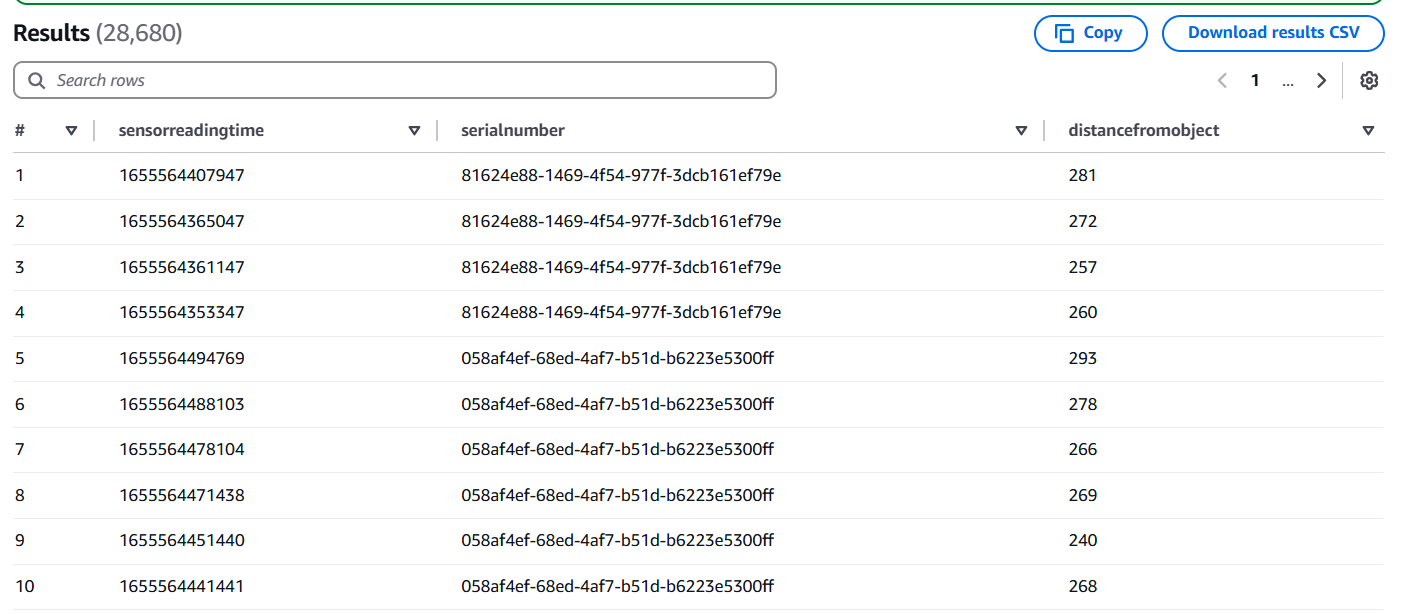 Results (28,680)
Copy
Download results CSV
Search rows
1 ...
# sensorreadingtime serialnumber distancefromobject
1 1655564407947 81624e88-1469-4f54-977f-3dcb161ef79e 281
2 1655564365047 81624e88-1469-4f54-977f-3dcb161ef79e 272
3 1655564361147 81624e88-1469-4f54-977f-3dcb161ef79e 257
4 1655564353347 81624e88-1469-4f54-977f-3dcb161ef79e 260
5 1655564494769 058af4ef-68ed-4af7-b51d-b6223e5300ff 293
6 1655564488103 058af4ef-68ed-4af7-b51d-b6223e5300ff 278
7 1655564478104 058af4ef-68ed-4af7-b51d-b6223e5300ff 266
8 1655564471438 058af4ef-68ed-4af7-b51d-b6223e5300ff 269
9 1655564451440 058af4ef-68ed-4af7-b51d-b6223e5300ff 240
10 1655564441441 058af4ef-68ed-4af7-b51d-b6223e5300ff 268